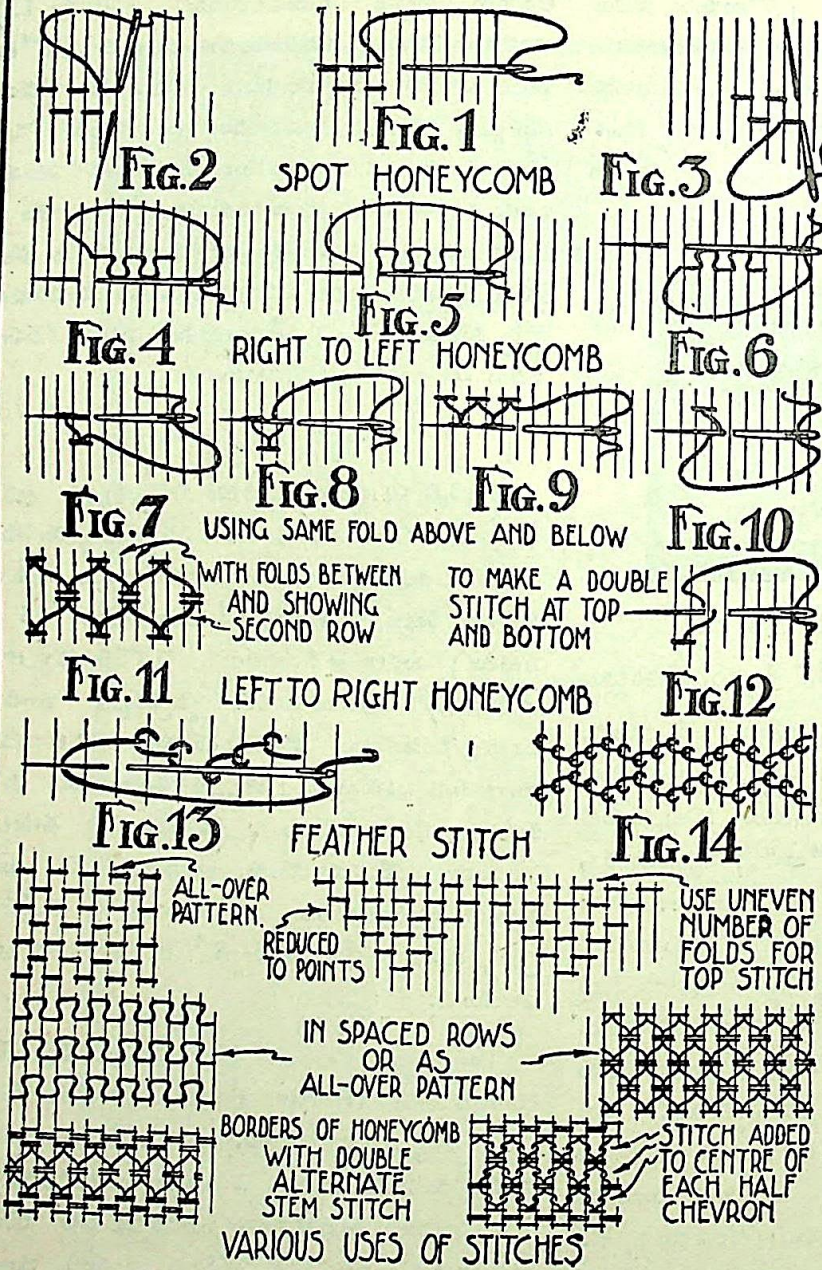 FIG.1
FIG.2
SPOT HONEYCOMB
FIG.3
FIG.4
FIG.5
RIGHT TO LEFT HONEYCOMB
FIG.6
FIG.7
FIG.8
FIG.9
USING SAME FOLD ABOVE AND BELOW
FIG.10
WITH FOLDS BETWEEN
AND SHOWING
SECOND ROW
TO MAKE A DOUBLE
STITCH AT TOP
AND BOTTOM
FIG.11
LEFT TO RIGHT HONEYCOMB
FIG.12
FIG.13
FEATHER STITCH
FIG.14
ALL-OVER
PATTERN.
REDUCED
TO POINTS
USE UNEVEN
NUMBER OF
FOLDS FOR
TOP STITCH
IN SPACED ROWS
OR AS
ALL-OVER PATTERN
BORDERS OF HONEYCOMB
WITH DOUBLE
ALTERNATE
STEM STITCH
STITCH ADDED
TO CENTRE OF
EACH HALF
CHEVRON
VARIOUS USES OF STITCHES